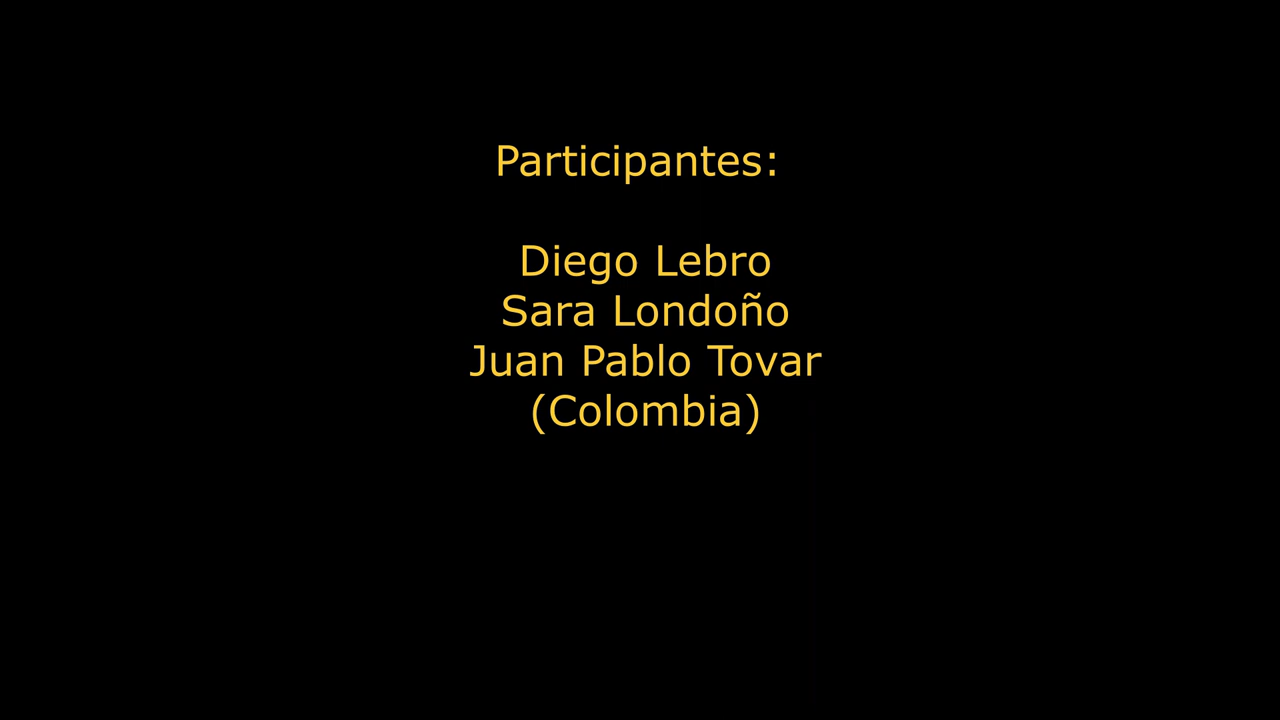 Participantes:
Diego Lebro
Sara Londoño
Juan Pablo Tovar
(Colombia)